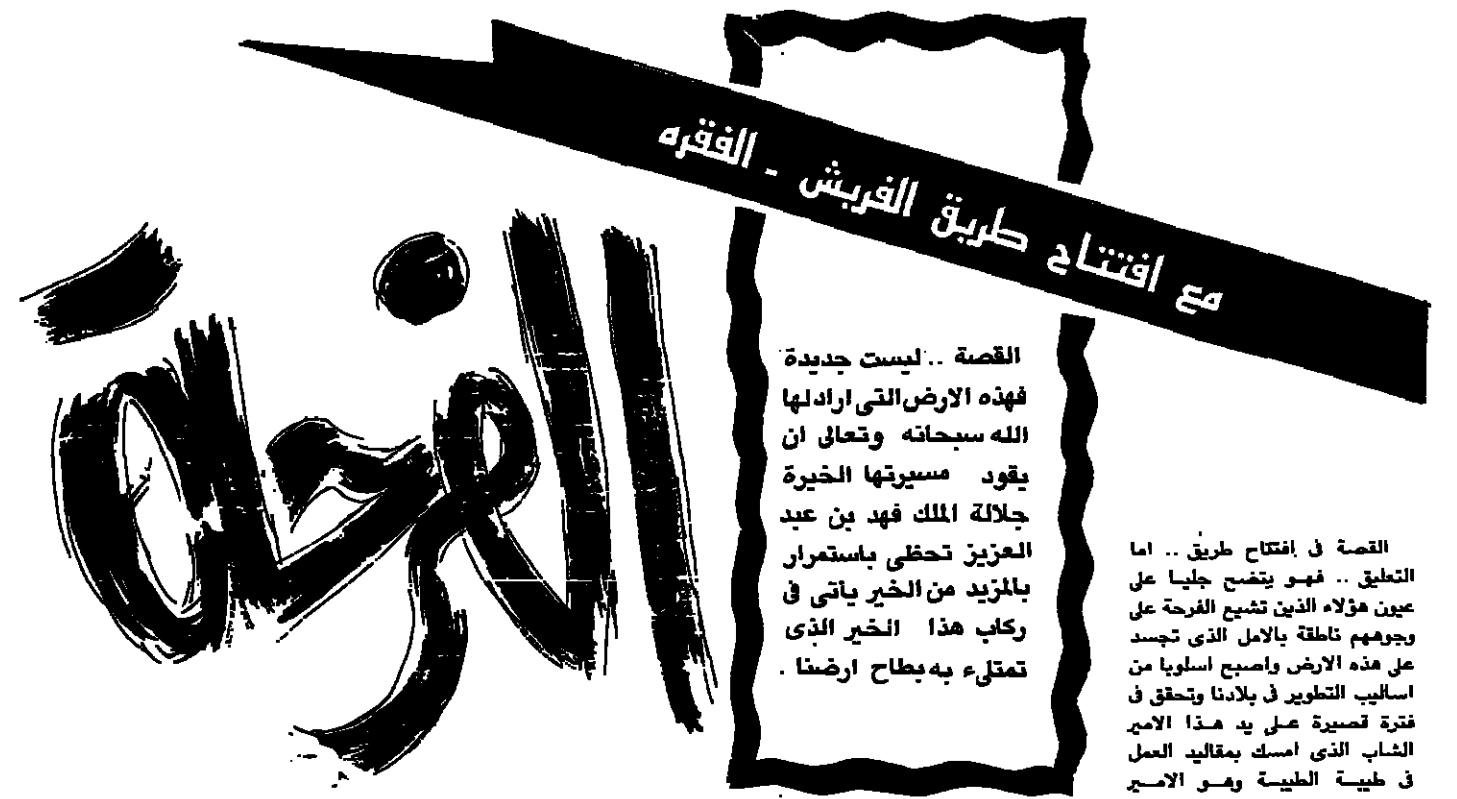 مع افتتاح طريق الفريش ـ الفقره
الفرحة
القصة .. ليست جديدة
فهذه الارض التى ارادلها
الله سبحانه وتعالى ان
يقود مسيرتها الخيرة
جلالة الملك فهد بن عبد
العزيز تحظى باستمرار
بالمزيد من الخير يأتى فى
ركاب هذا الخير الذى
تمتلىء به بطاح ارضنا .
القصة فى افتتاح طريق .. اما
التعليق .. فهو يتضح جليا على
عيون هؤلاء الذين تشيع الفرحة على
وجوههم ناطقة بالامل الذى تجسد
على هذه الارض واصبح اسلوبا من
اساليب التطوير فى بلادنا وتحقق فى
فترة قصيرة على يد هذا الامير
الشاب الذى امسك بمقاليد العمل
فى طيبة الطيبة وهو الامير